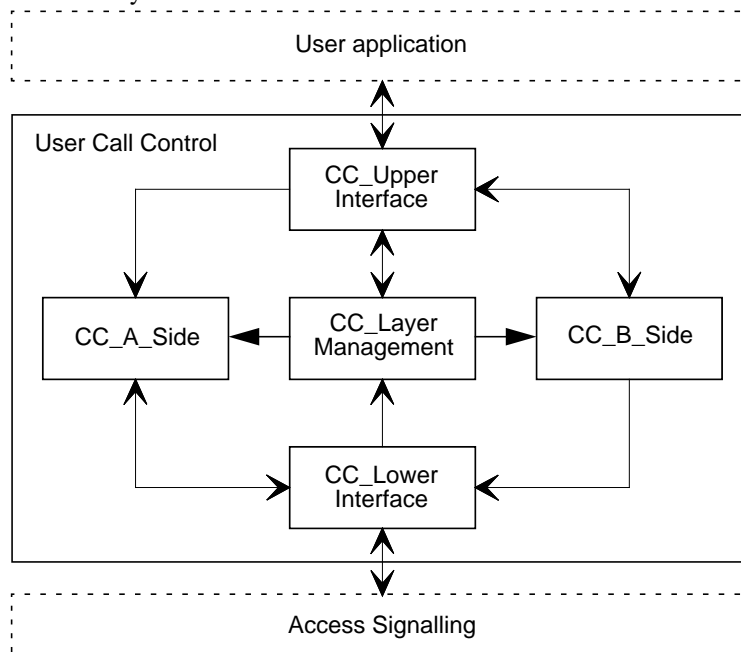 y
User application
User Call Control
CC_Upper
Interface
CC_A_Side
CC_Layer
Management
CC_B_Side
CC_Lower
Interface
Access Signalling